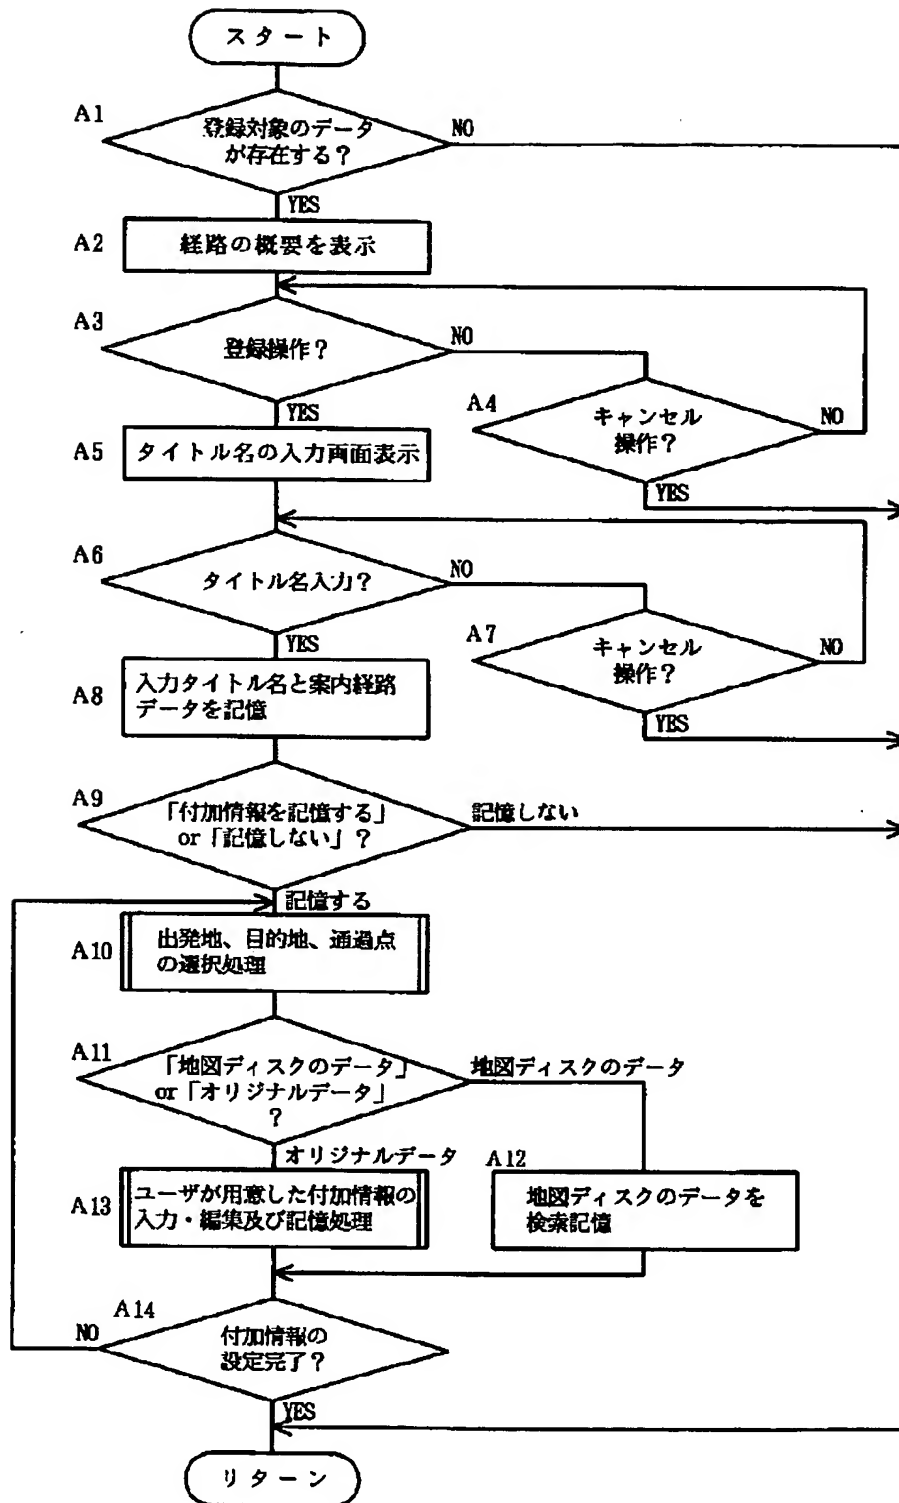 スタート
A1
登録対象のデータ
が存在する?
NO
YES
A2
経路の概要を表示
A3
登録操作?
NO
YES
A4
キャンセル
操作?
NO
YES
A5
タイトル名の入力画面表示
A6
タイトル名入力?
NO
YES
A7
キャンセル
操作?
NO
YES
A8
入力タイトル名と案内経路
データを記憶
A9
「付加情報を記憶する」
or「記憶しない」?
記憶しない
記憶する
A10
出発地、目的地、通過点
の選択処理
A11
「地図ディスクのデータ」
or「オリジナルデータ」
?
地図ディスクのデータ
オリジナルデータ
A12
地図ディスクのデータを
検索記憶
A13
ユーザが用意した付加情報の
入力・編集及び記憶処理
A14
付加情報の
設定完了?
NO
YES
リターン